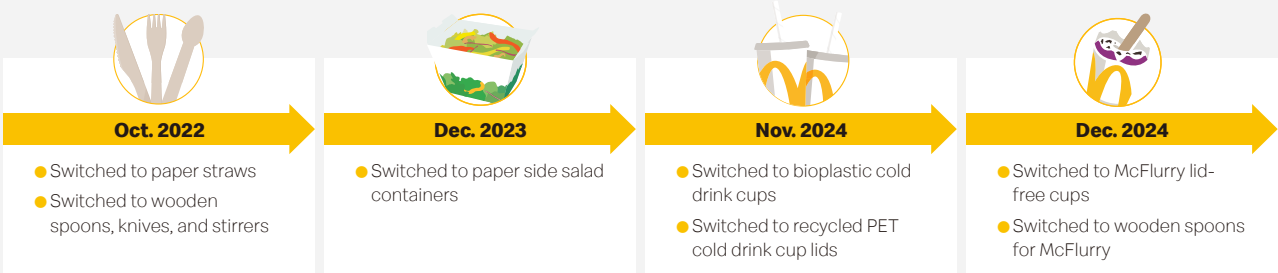 Oct. 2022
● Switched to paper straws
● Switched to wooden
spoons, knives, and stirrers
Dec. 2023
● Switched to paper side salad
containers
Nov. 2024
● Switched to bioplastic cold
drink cups
● Switched to recycled PET
cold drink cup lids
Dec. 2024
● Switched to McFlurry lid-
free cups
● Switched to wooden spoons
for McFlurry